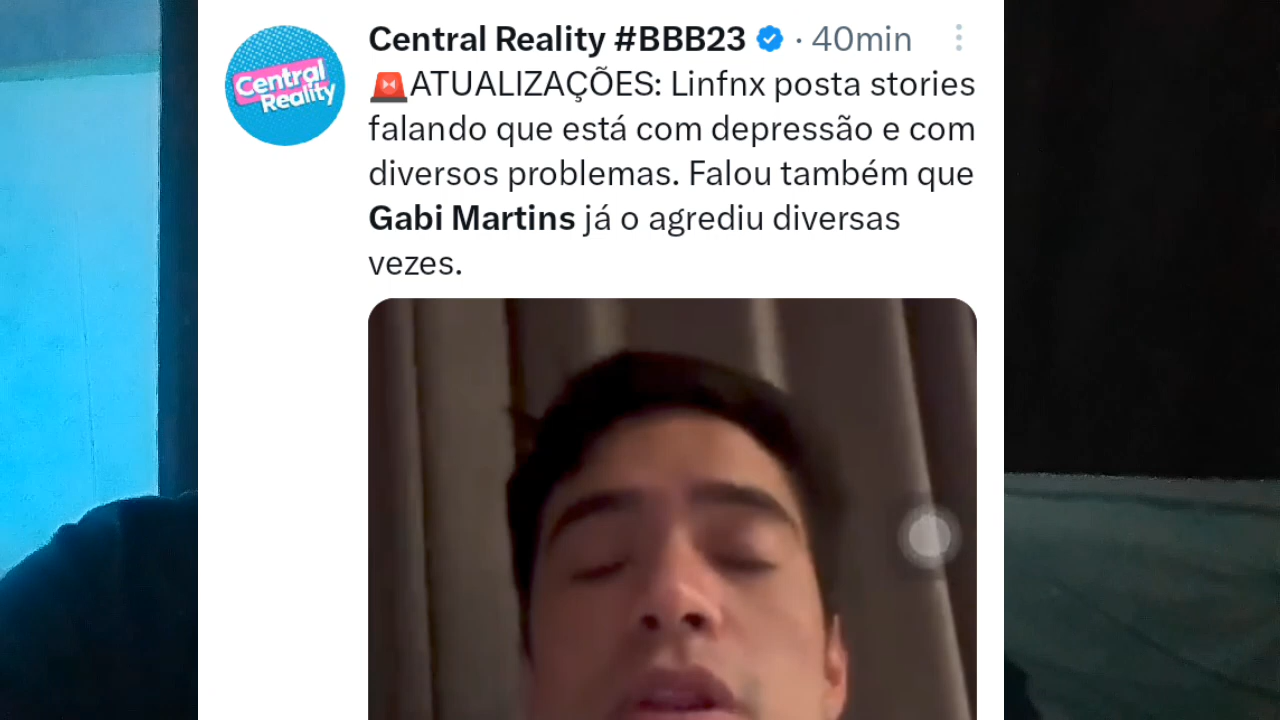 Central Reality #BBB23 · 40min
Central
Reality
🚨ATUALIZAÇÕES: Linfnx posta stories
falando que está com depressão e com
diversos problemas. Falou também que
Gabi Martins já o agrediu diversas
vezes.